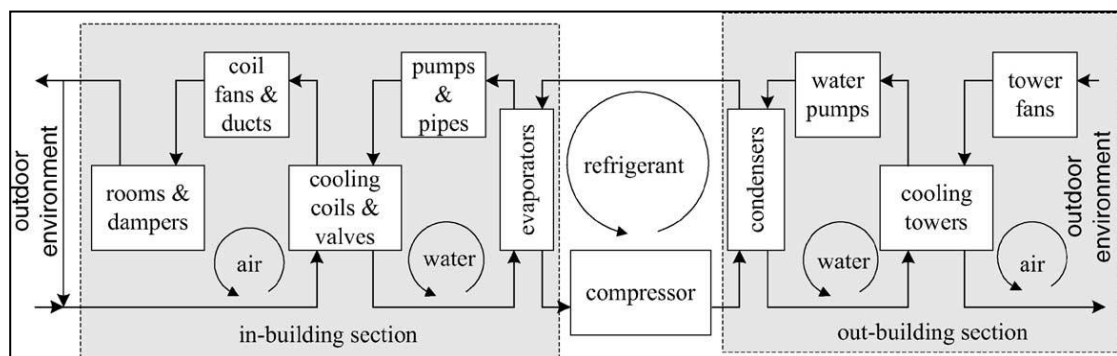 outdoor
environment
coil
fans &
ducts
pumps
&
pipes
rooms &
dampers
cooling
coils &
valves
evaporators
air
water
in-building section
refrigerant
compressor
condensers
water
pumps
tower
fans
cooling
towers
water
air
out-building section
outdoor
environment